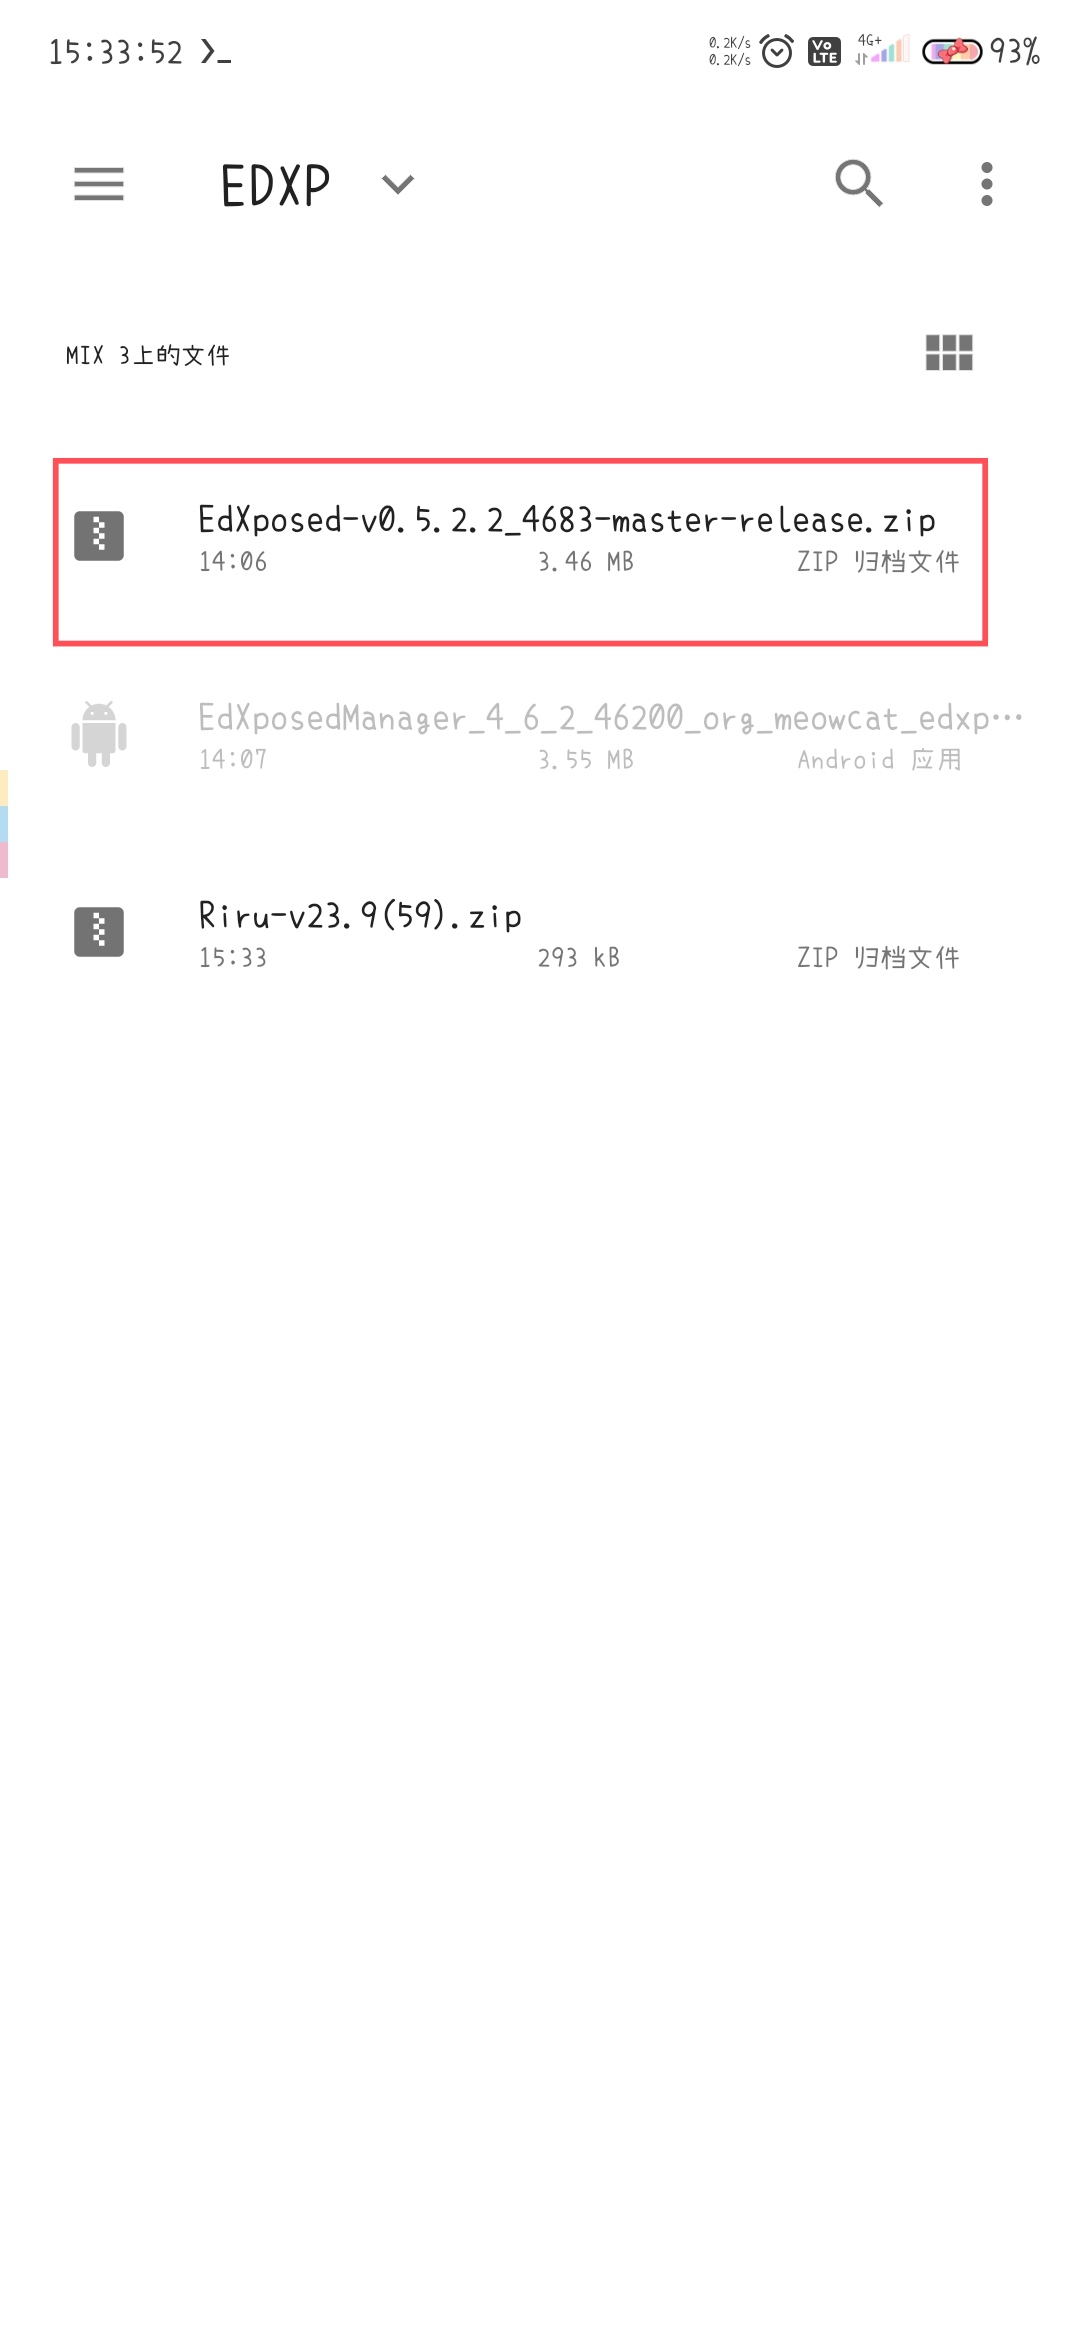 15:33:52 ❯_
0.2K/s
0.2K/s
Vo
LTE
4G+
93%
EDXP
MIX 3上的文件
EdXposed-v0.5.2.2_4683-master-release.zip
14:06 3.46 MB ZIP 归档文件
EdXposedManager_4_6_2_46200_org_meowcat_edxp…
14:07 3.55 MB Android 应用
Riru-v23.9(59).zip
15:33 293 kB ZIP 归档文件